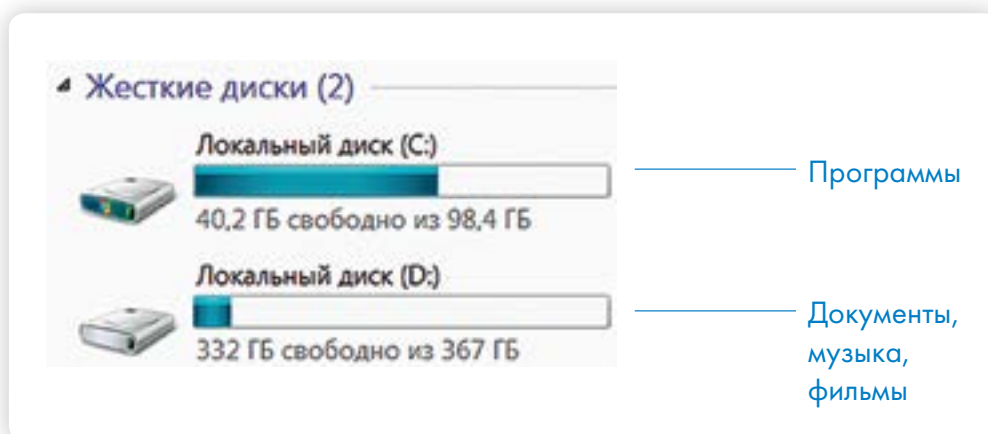 Жесткие диски (2)
Локальный диск (C:)
Программы
40,2 ГБ свободно из 98,4 ГБ
Локальный диск (D:)
Документы,
музыка,
фильмы
332 ГБ свободно из 367 ГБ